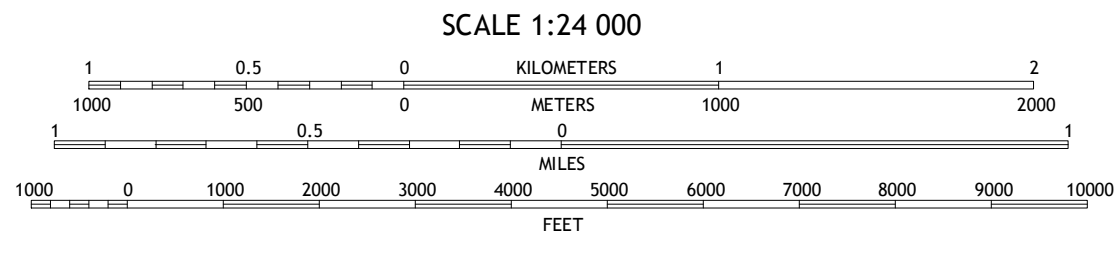 SCALE 1:24 000
1 0.5 0 KILOMETERS 1 2
1000 500 0 METERS 1000 2000
1 0.5 0 1
MILES
1000 0 1000 2000 3000 4000 5000 6000 7000 8000 9000 10000
FEET